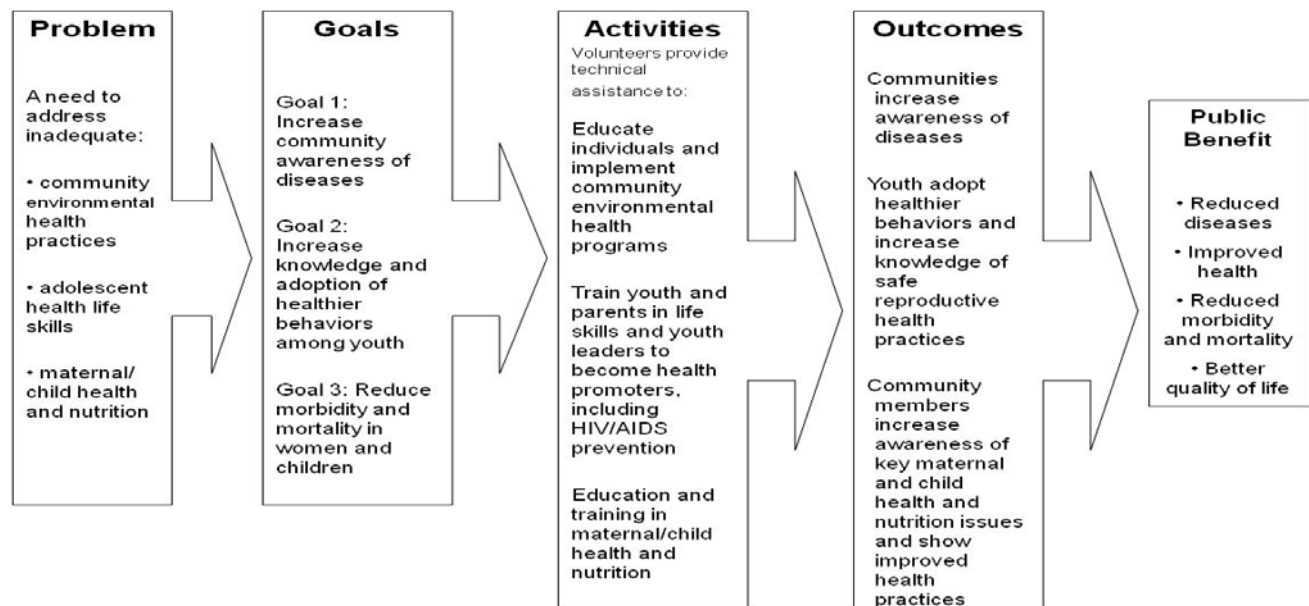 Problem
A need to
address
inadequate:
• community
environmental
health
practices
• adolescent
health life
skills
• maternal/
child health
and nutrition
Goals
Goal 1:
Increase
community
awareness of
diseases
Goal 2:
Increase
knowledge and
adoption of
healthier
behaviors
among youth
Goal 3: Reduce
morbidity and
mortality in
women and
children
Activities
Volunteers provide
technical
assistance to:
Educate
individuals and
implement
community
environmental
health
programs
Train youth and
parents in life
skills and youth
leaders to
become health
promoters,
including
HIV/AIDS
prevention
Education and
training in
maternal/child
health and
nutrition
Outcomes
Communities
increase
awareness of
diseases
Youth adopt
healthier
behaviors and
increase
knowledge of
safe
reproductive
health
practices
Community
members
increase
awareness of
key maternal
and child
health and
nutrition issues
and show
improved
health
practices
Public
Benefit
• Reduced
diseases
• Improved
health
• Reduced
morbidity
and mortality
• Better
quality of life